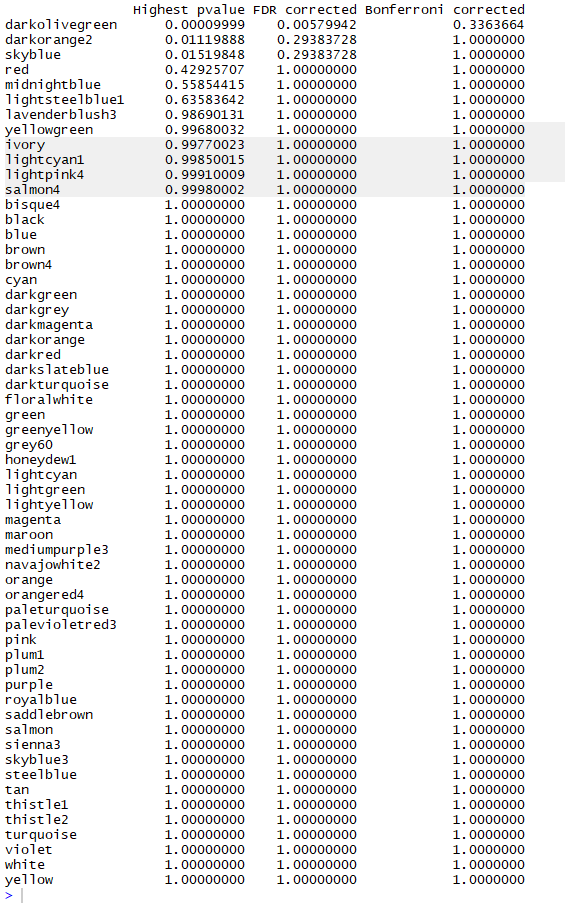 Highest pvalue FDR corrected Bonferroni corrected
darkolivegreen 0.00009999 0.00579942 0.3363664
darkorange2 0.01119888 0.29383728 1.0000000
skyblue 0.01519848 0.29383728 1.0000000
red 0.42925707 1.00000000 1.0000000
midnightblue 0.55854415 1.00000000 1.0000000
lightsteelblue1 0.63583642 1.00000000 1.0000000
lavenderblush3 0.98690131 1.00000000 1.0000000
yellowgreen 0.99680032 1.00000000 1.0000000
ivory 0.99770023 1.00000000 1.0000000
lightcyan1 0.99850015 1.00000000 1.0000000
lightpink4 0.99910009 1.00000000 1.0000000
salmon4 0.99980002 1.00000000 1.0000000
bisque4 1.00000000 1.00000000 1.0000000
black 1.00000000 1.00000000 1.0000000
blue 1.00000000 1.00000000 1.0000000
brown 1.00000000 1.00000000 1.0000000
brown4 1.00000000 1.00000000 1.0000000
cyan 1.00000000 1.00000000 1.0000000
darkgreen 1.00000000 1.00000000 1.0000000
darkgrey 1.00000000 1.00000000 1.0000000
darkmagenta 1.00000000 1.00000000 1.0000000
darkorange 1.00000000 1.00000000 1.0000000
darkred 1.00000000 1.00000000 1.0000000
darkslateblue 1.00000000 1.00000000 1.0000000
darkturquoise 1.00000000 1.00000000 1.0000000
floralwhite 1.00000000 1.00000000 1.0000000
green 1.00000000 1.00000000 1.0000000
greenyellow 1.00000000 1.00000000 1.0000000
grey60 1.00000000 1.00000000 1.0000000
honeydew1 1.00000000 1.00000000 1.0000000
lightcyan 1.00000000 1.00000000 1.0000000
lightgreen 1.00000000 1.00000000 1.0000000
lightyellow 1.00000000 1.00000000 1.0000000
magenta 1.00000000 1.00000000 1.0000000
maroon 1.00000000 1.00000000 1.0000000
mediumpurple3 1.00000000 1.00000000 1.0000000
navajowhite2 1.00000000 1.00000000 1.0000000
orange 1.00000000 1.00000000 1.0000000
orangered4 1.00000000 1.00000000 1.0000000
paleturquoise 1.00000000 1.00000000 1.0000000
palevioletred3 1.00000000 1.00000000 1.0000000
pink 1.00000000 1.00000000 1.0000000
plum1 1.00000000 1.00000000 1.0000000
plum2 1.00000000 1.00000000 1.0000000
purple 1.00000000 1.00000000 1.0000000
royalblue 1.00000000 1.00000000 1.0000000
saddlebrown 1.00000000 1.00000000 1.0000000
salmon 1.00000000 1.00000000 1.0000000
sienna3 1.00000000 1.00000000 1.0000000
skyblue3 1.00000000 1.00000000 1.0000000
steelblue 1.00000000 1.00000000 1.0000000
tan 1.00000000 1.00000000 1.0000000
thistle1 1.00000000 1.00000000 1.0000000
thistle2 1.00000000 1.00000000 1.0000000
turquoise 1.00000000 1.00000000 1.0000000
violet 1.00000000 1.00000000 1.0000000
white 1.00000000 1.00000000 1.0000000
yellow 1.00000000 1.00000000 1.0000000
>